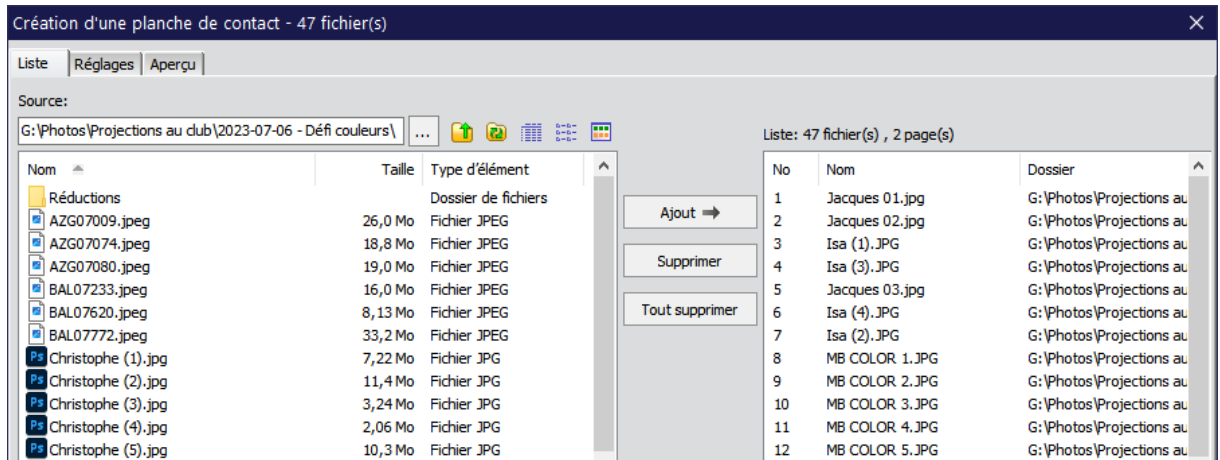 Création d'une planche de contact - 47 fichier(s)
Liste Réglages Aperçu
Source:
G:\Photos\Projections au club\2023-07-06 - Défi couleurs\ ...
Liste: 47 fichier(s) , 2 page(s)
Nom Taille Type d'élément
Réductions Dossier de fichiers
AZG07009.jpeg 26,0 Mo Fichier JPEG
AZG07074.jpeg 18,8 Mo Fichier JPEG
AZG07080.jpeg 19,0 Mo Fichier JPEG
BAL07233.jpeg 16,0 Mo Fichier JPEG
BAL07620.jpeg 8,13 Mo Fichier JPEG
BAL07772.jpeg 33,2 Mo Fichier JPEG
Ps Christophe (1).jpg 7,22 Mo Fichier JPG
Ps Christophe (2).jpg 11,4 Mo Fichier JPG
Ps Christophe (3).jpg 3,24 Mo Fichier JPG
Ps Christophe (4).jpg 2,06 Mo Fichier JPG
Ps Christophe (5).jpg 10,3 Mo Fichier JPG
Ajout
Supprimer
Tout supprimer
No Nom Dossier
1 Jacques 01.jpg G:\Photos\Projections au
2 Jacques 02.jpg G:\Photos\Projections au
3 Isa (1).JPG G:\Photos\Projections au
4 Isa (3).JPG G:\Photos\Projections au
5 Jacques 03.jpg G:\Photos\Projections au
6 Isa (4).JPG G:\Photos\Projections au
7 Isa (2).JPG G:\Photos\Projections au
8 MB COLOR 1.JPG G:\Photos\Projections au
9 MB COLOR 2.JPG G:\Photos\Projections au
10 MB COLOR 3.JPG G:\Photos\Projections au
11 MB COLOR 4.JPG G:\Photos\Projections au
12 MB COLOR 5.JPG G:\Photos\Projections au